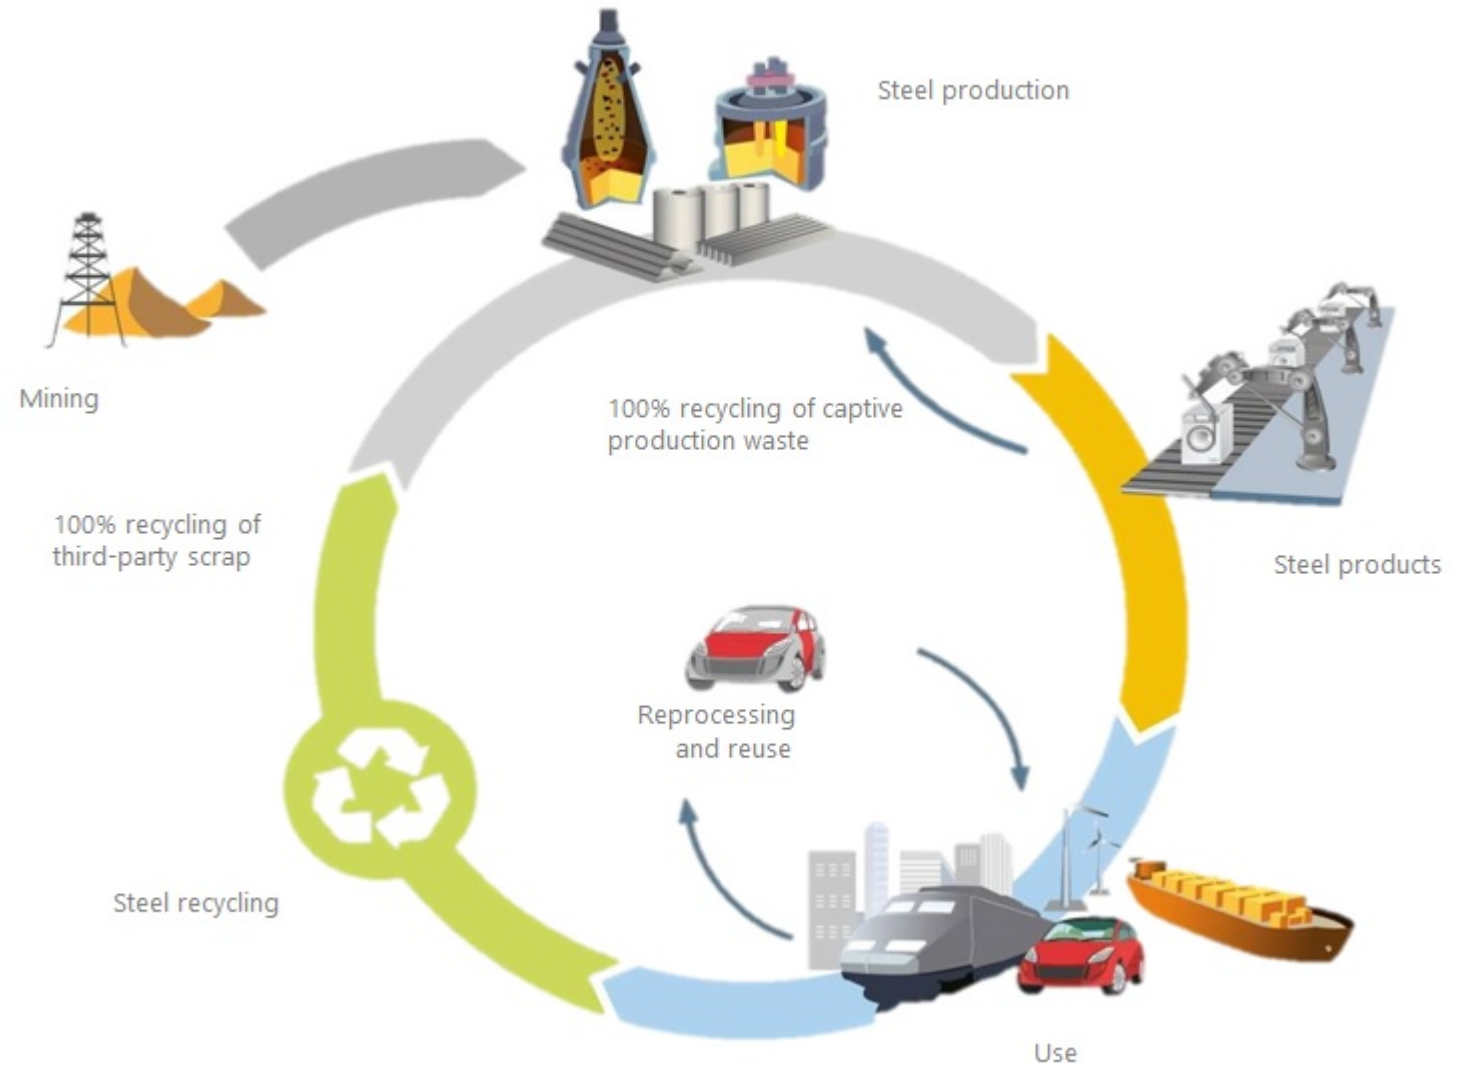 Steel production
Mining
100% recycling of captive
production waste
100% recycling of
third-party scrap
Steel products
Reprocessing
and reuse
Steel recycling
Use